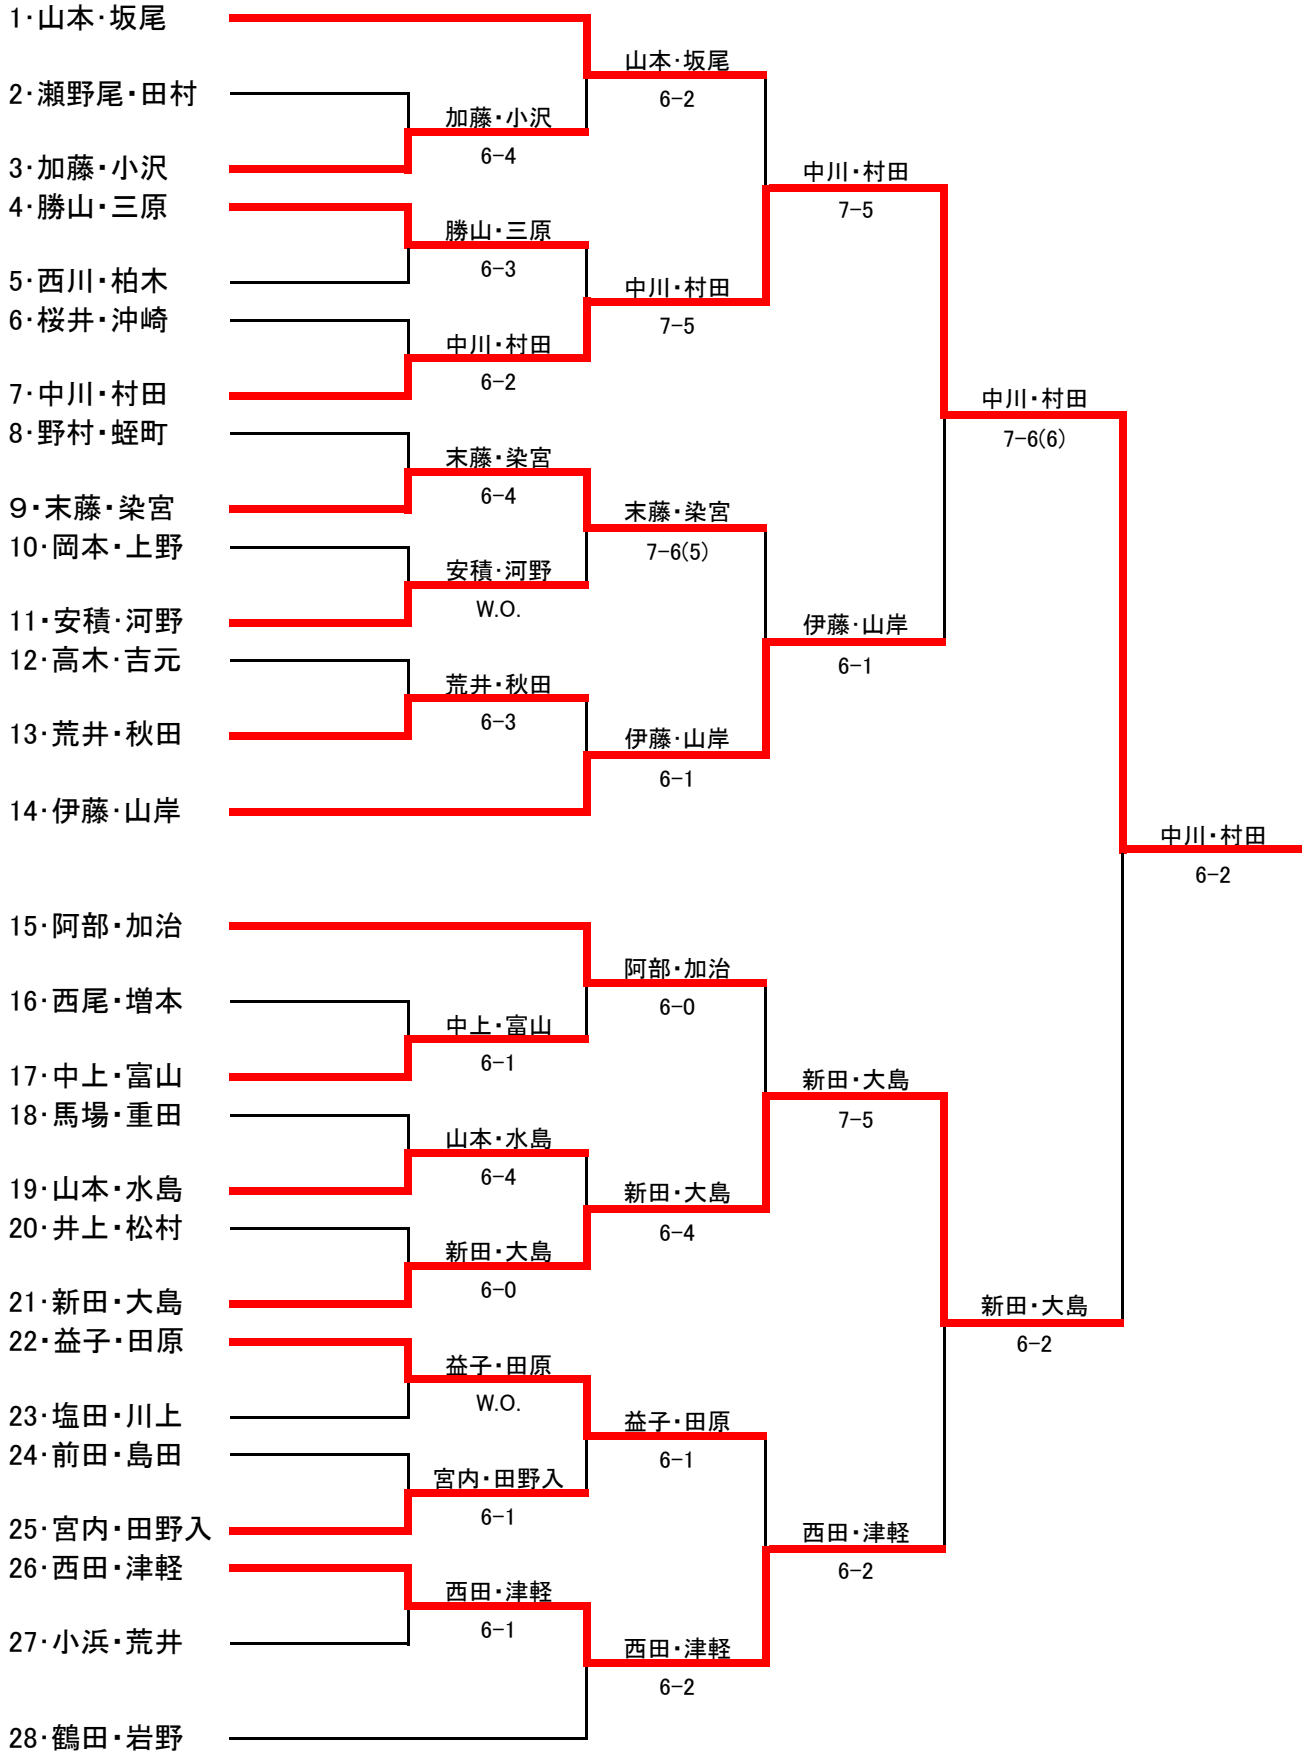 1・山本・坂尾
2・瀬野尾・田村
3・加藤・小沢
4・勝山・三原
5・西川・柏木
6・桜井・沖崎
7・中川・村田
8・野村・蛭町
９・末藤・染宮
10・岡本・上野
11・安積・河野
12・高木・吉元
13・荒井・秋田
14・伊藤・山岸
15・阿部・加治
16・西尾・増本
17・中上・富山
18・馬場・重田
19・山本・水島
20・井上・松村
21・新田・大島
22・益子・田原
23・塩田・川上
24・前田・島田
25・宮内・田野入
26・西田・津軽
27・小浜・荒井
28・鶴田・岩野
加藤・小沢
6-4
勝山・三原
6-3
中川・村田
6-2
末藤・染宮
6-4
安積・河野
W.O.
荒井・秋田
6-3
中上・富山
6-1
山本・水島
6-4
新田・大島
6-0
益子・田原
W.O.
宮内・田野入
6-1
西田・津軽
6-1
山本・坂尾
6-2
中川・村田
7-5
末藤・染宮
7-6(5)
伊藤・山岸
6-1
阿部・加治
6-0
新田・大島
6-4
益子・田原
6-1
西田・津軽
6-2
中川・村田
7-5
伊藤・山岸
6-1
新田・大島
7-5
西田・津軽
6-2
中川・村田
7-6(6)
新田・大島
6-2
中川・村田
6-2